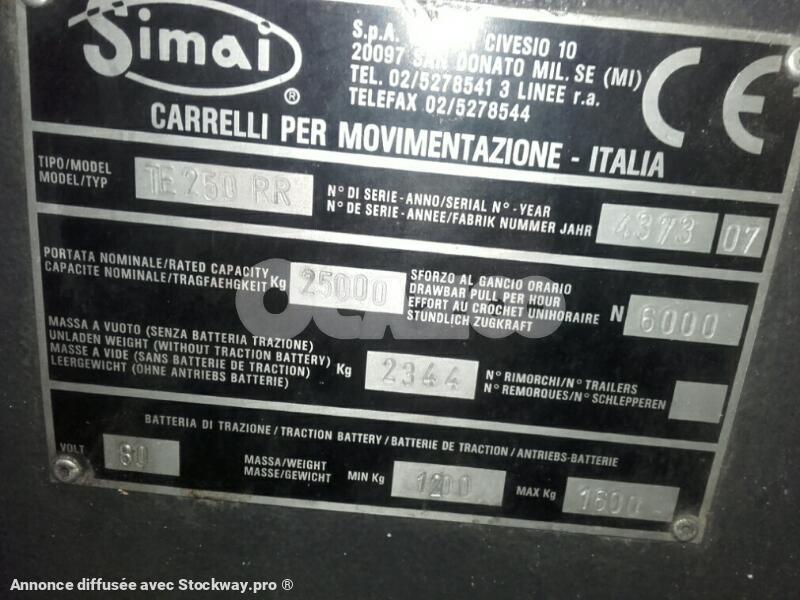 Simai ®
S.p.A. CIVESIO 10
20097 SAN DONATO MIL. SE (MI)
TEL. 02/5278541 3 LINEE r.a.
TELEFAX 02/5278544
CE
CARRELLI PER MOVIMENTAZIONE - ITALIA
TIPO/MODEL
MODEL/TYP
TE 250 RR
N° DI SERIE-ANNO/SERIAL N°-YEAR
N° DE SERIE-ANNEE/FABRIK NUMMER JAHR
4373 07
PORTATA NOMINALE/RATED CAPACITY
CAPACITE NOMINALE/TRAGFAEHGKEIT Kg
25000
SFORZO AL GANCIO ORARIO
DRAWBAR PULL PER HOUR
EFFORT AU CROCHET UNIHORAIRE
STÜNDLICH ZUGKRAFT
N 6000
MASSA A VUOTO (SENZA BATTERIA TRAZIONE)
UNLADEN WEIGHT (WITHOUT TRACTION BATTERY)
MASSE A VIDE (SANS BATTERIE DE TRACTION)
LEERGEWICHT (OHNE ANTRIEBS BATTERIE)
Kg 2344
N° RIMORCHI/N° TRAILERS
N° REMORQUES/N° SCHLEPPEREN
BATTERIA DI TRAZIONE/TRACTION BATTERY/BATTERIE DE TRACTION/ANTRIEBS-BATTERIE
VOLT 80
MASSA/WEIGHT
MASSE/GEWICHT
MIN Kg 1200
MAX Kg 1600
Annonce diffusée avec Stockway.pro ®